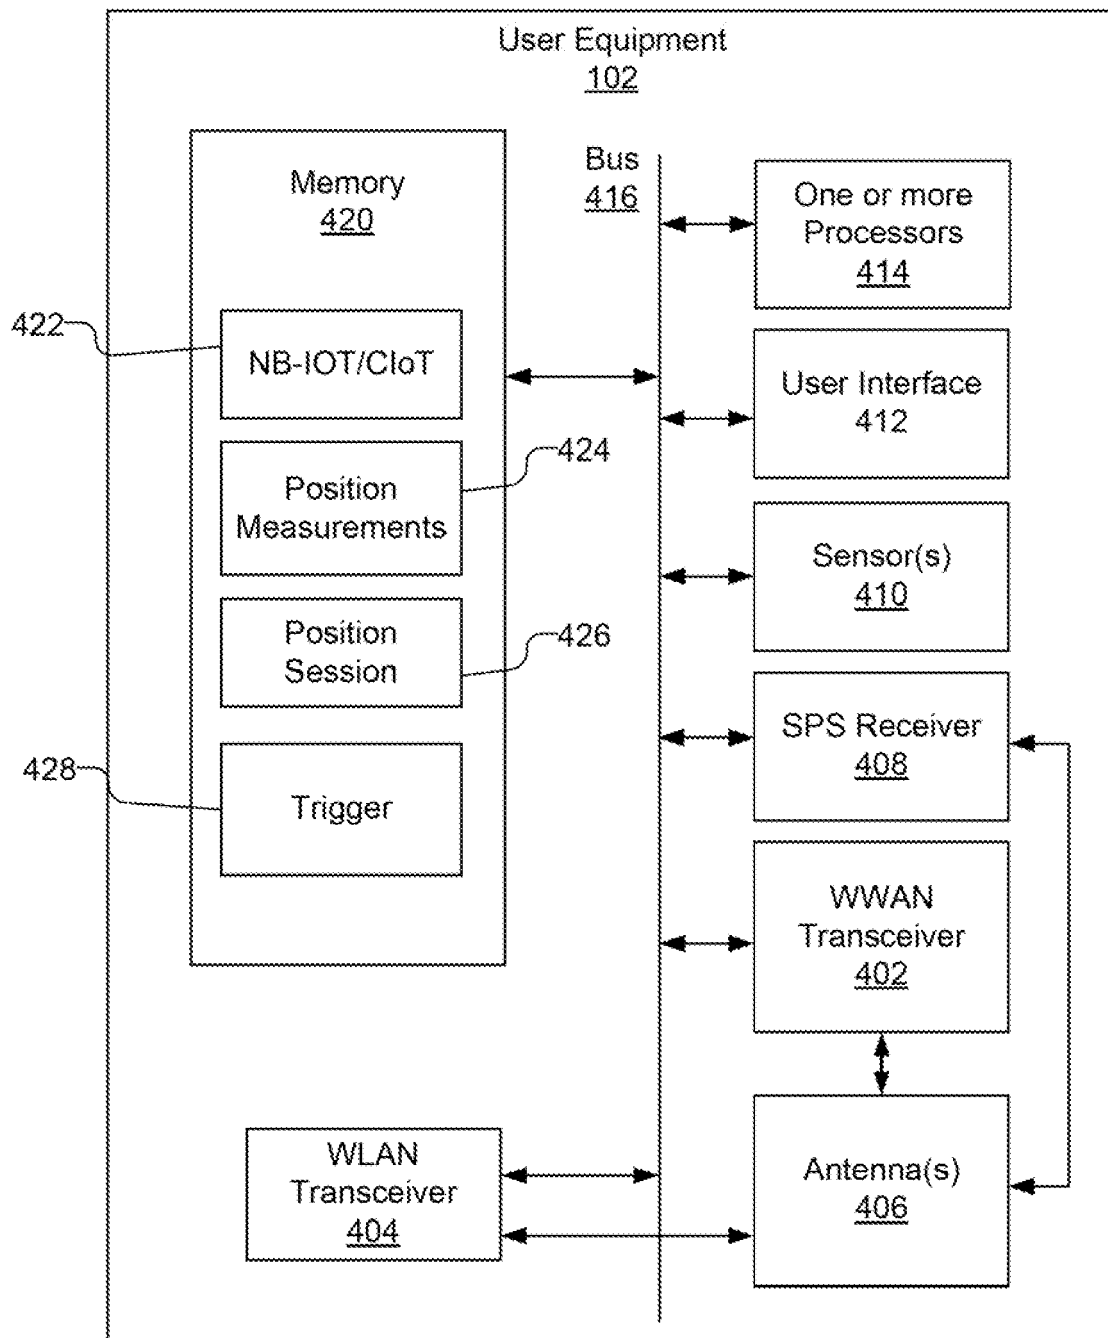 User Equipment
102
Memory
420
422
NB-IOT/CIoT
424
Position
Measurements
426
Position
Session
428
Trigger
Bus
416
One or more
Processors
414
User Interface
412
Sensor(s)
410
SPS Receiver
408
WWAN
Transceiver
402
WLAN
Transceiver
404
Antenna(s)
406